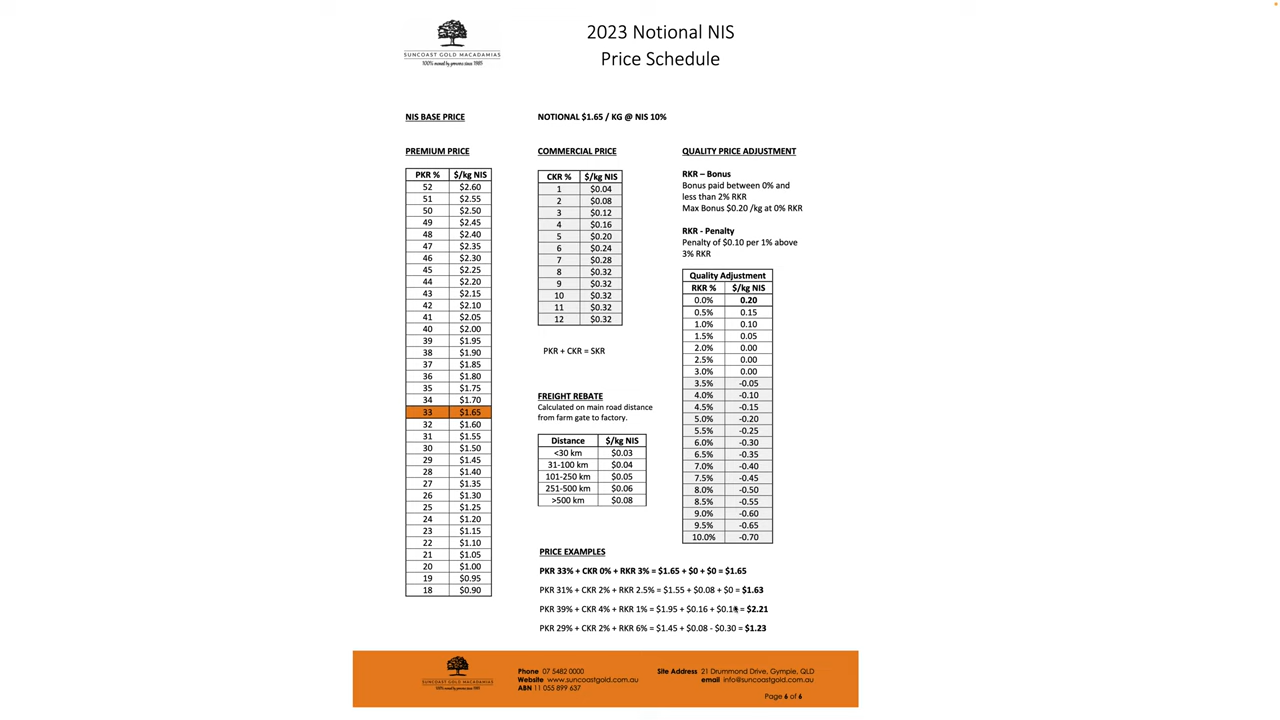 SUNCOAST GOLD MACADAMIAS
100% owned by growers since 1985
2023 Notional NIS
Price Schedule
NIS BASE PRICE
NOTIONAL $1.65 / KG @ NIS 10%
PREMIUM PRICE
PKR % $/kg NIS
52 $2.60
51 $2.55
50 $2.50
49 $2.45
48 $2.40
47 $2.35
46 $2.30
45 $2.25
44 $2.20
43 $2.15
42 $2.10
41 $2.05
40 $2.00
39 $1.95
38 $1.90
37 $1.85
36 $1.80
35 $1.75
34 $1.70
33 $1.65
32 $1.60
31 $1.55
30 $1.50
29 $1.45
28 $1.40
27 $1.35
26 $1.30
25 $1.25
24 $1.20
23 $1.15
22 $1.10
21 $1.05
20 $1.00
19 $0.95
18 $0.90
COMMERCIAL PRICE
CKR % $/kg NIS
1 $0.04
2 $0.08
3 $0.12
4 $0.16
5 $0.20
6 $0.24
7 $0.28
8 $0.32
9 $0.32
10 $0.32
11 $0.32
12 $0.32
PKR + CKR = SKR
FREIGHT REBATE
Calculated on main road distance
from farm gate to factory.
Distance $/kg NIS
<30 km $0.03
31-100 km $0.04
101-250 km $0.05
251-500 km $0.06
>500 km $0.08
QUALITY PRICE ADJUSTMENT
RKR – Bonus
Bonus paid between 0% and
less than 2% RKR
Max Bonus $0.20 /kg at 0% RKR
RKR - Penalty
Penalty of $0.10 per 1% above
3% RKR
Quality Adjustment
RKR % $/kg NIS
0.0% 0.20
0.5% 0.15
1.0% 0.10
1.5% 0.05
2.0% 0.00
2.5% 0.00
3.0% 0.00
3.5% -0.05
4.0% -0.10
4.5% -0.15
5.0% -0.20
5.5% -0.25
6.0% -0.30
6.5% -0.35
7.0% -0.40
7.5% -0.45
8.0% -0.50
8.5% -0.55
9.0% -0.60
9.5% -0.65
10.0% -0.70
PRICE EXAMPLES
PKR 33% + CKR 0% + RKR 3% = $1.65 + $0 + $0 = $1.65
PKR 31% + CKR 2% + RKR 2.5% = $1.55 + $0.08 + $0 = $1.63
PKR 39% + CKR 4% + RKR 1% = $1.95 + $0.16 + $0.10 = $2.21
PKR 29% + CKR 2% + RKR 6% = $1.45 + $0.08 - $0.30 = $1.23
SUNCOAST GOLD MACADAMIAS
100% owned by growers since 1985
Phone 07 5482 0000
Website www.suncoastgold.com.au
ABN 11 055 899 637
Site Address 21 Drummond Drive, Gympie, QLD
email info@suncoastgold.com.au
Page 6 of 6